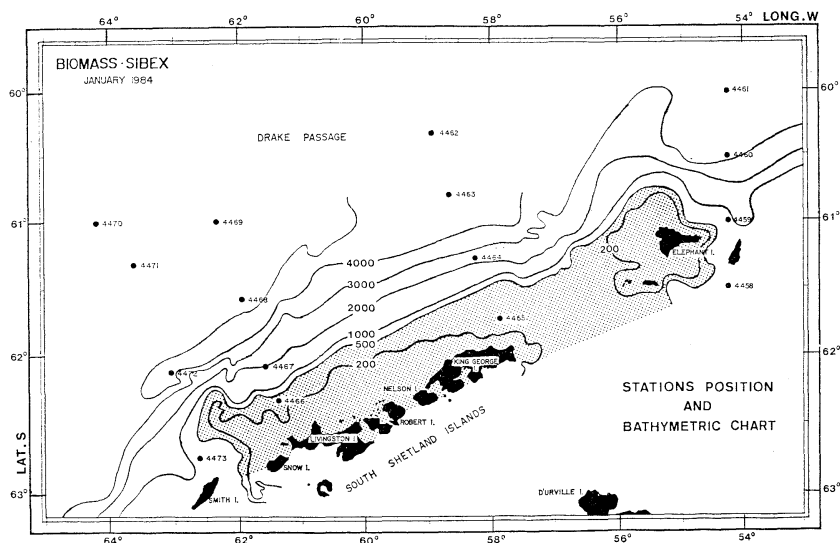 64° 62° 60° 58° 56° 54° LONG.W
BIOMASS-SIBEX
JANUARY 1984
60° 60°
4461
4462
DRAKE PASSAGE
4460
4463
61° 61°
4470
4469
4459
200
ELEPHANT I.
4464
4471
4000
3000
4458
4468
2000
1000
4465
500
62° 62°
4472
4467
200
KING GEORGE
I.
NELSON I.
4466
STATIONS POSITION
AND
BATHYMETRIC CHART
ROBERT I.
LIVINGSTON I.
LAT.S
4473
SNOW I.
SOUTH SHETLAND ISLANDS
SMITH I.
D'URVILLE I.
63° 63°
64° 62° 60° 58° 56° 54°